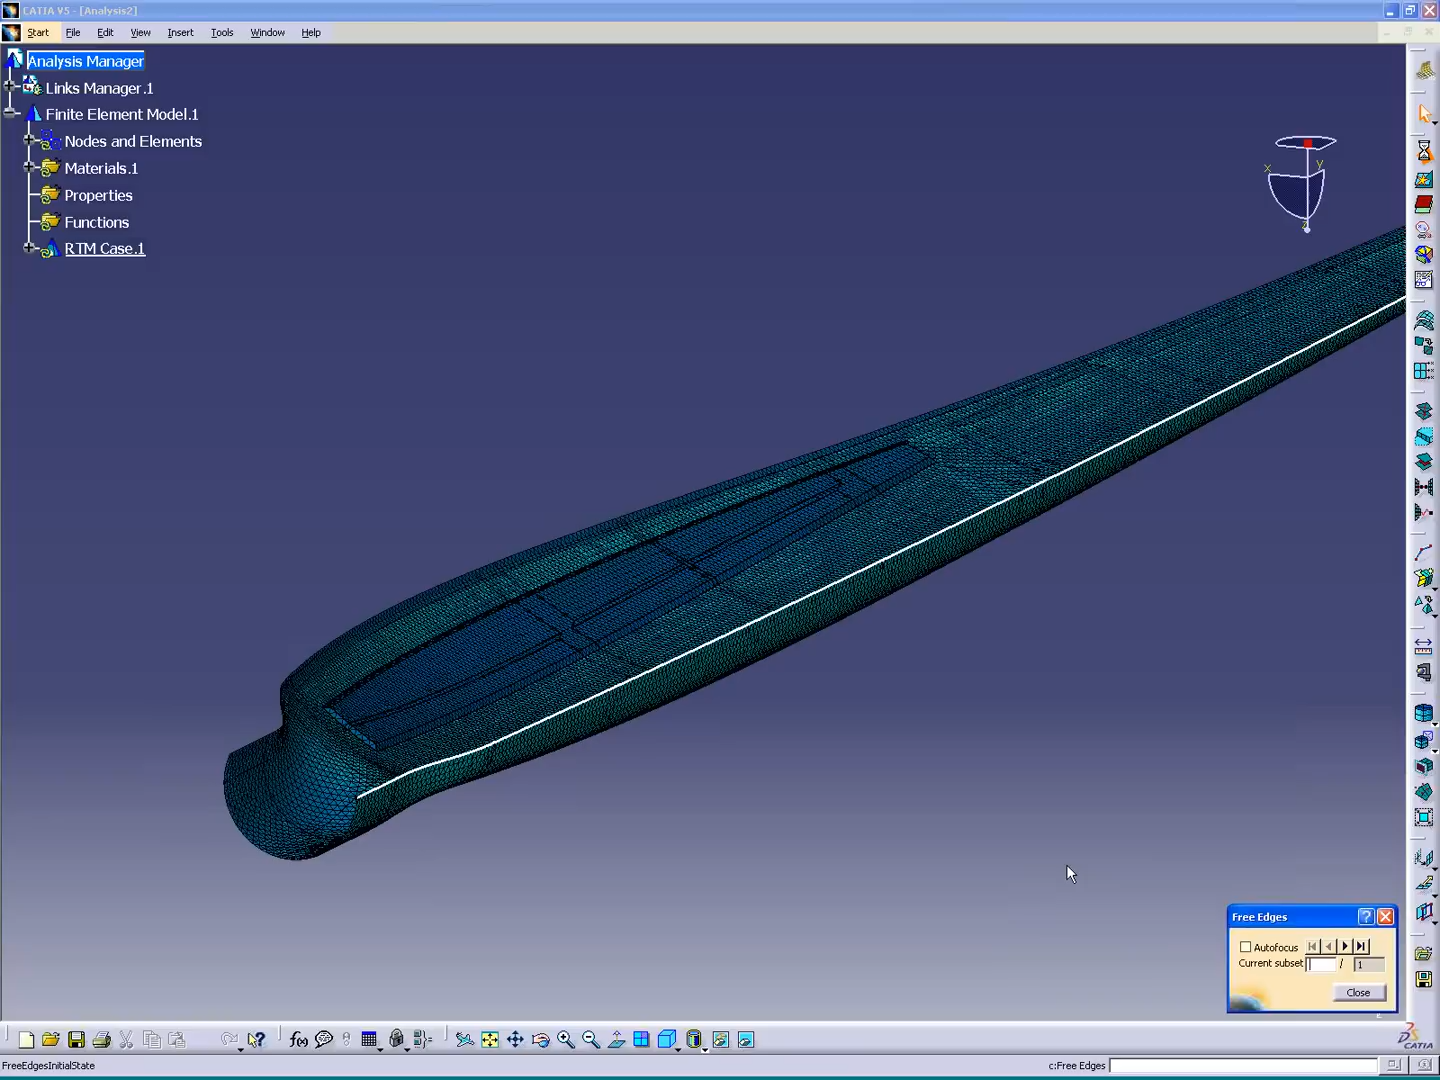 CATIA V5 - [Analysis2]
Start File Edit View Insert Tools Window Help
Analysis Manager
Links Manager.1
Finite Element Model.1
Nodes and Elements
Materials.1
Properties
Functions
RTM Case.1
x
y
z
Free Edges
Autofocus
Current subset / 1
Close
CATIA
FreeEdgesInitialState
c:Free Edges